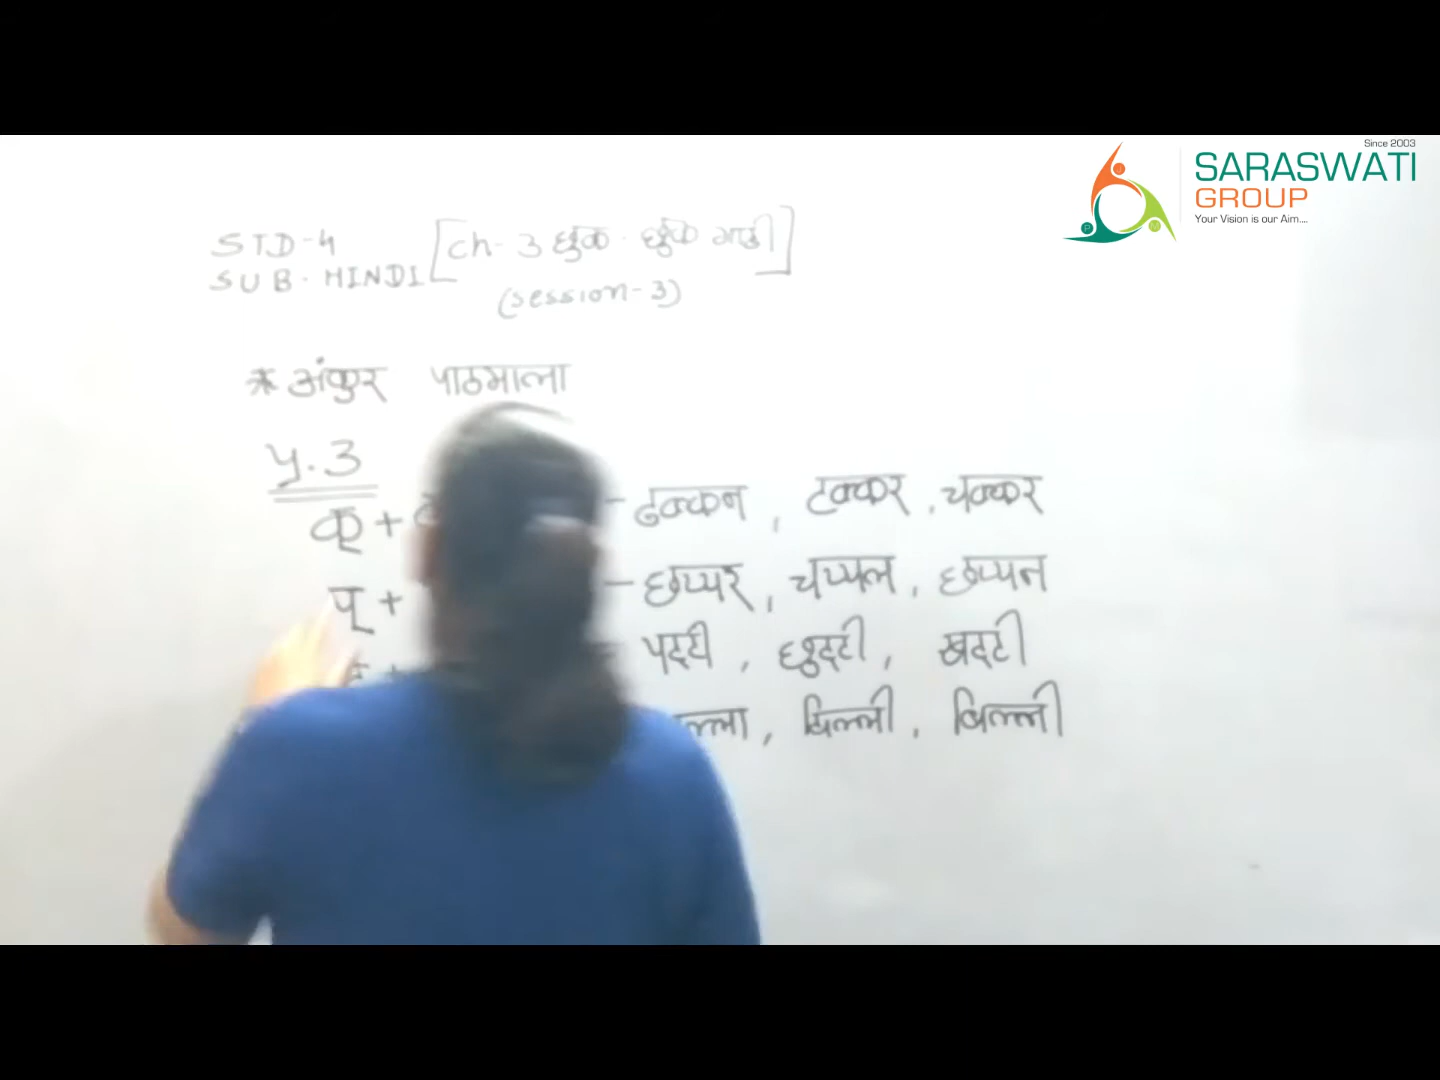 Since 2003
SARASWATI
GROUP
Your Vision is our Aim....
P M
STD-4 [ch-3 छुक-छुक गाडी]
SUB. HINDI
(session-3)
* अंकुर पाठमाला
पृ. 3
क् + - ढक्कन, टक्कर, चक्कर
प् + - छप्पर, चप्पल, छप्पन
पट्टी, छुट्टी, खट्टी
ल्ला, दिल्ली, बिल्ली